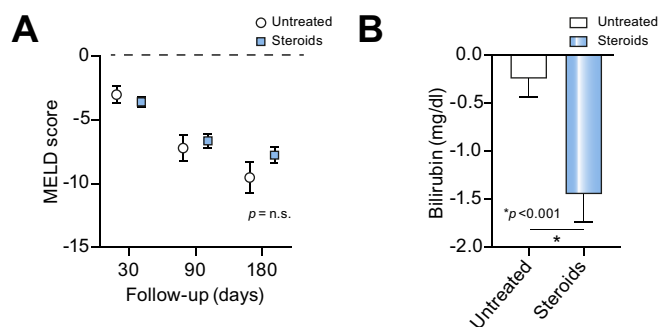 A
Untreated
Steroids
0
-5
-10
-15
MELD score
p = n.s.
30 90 180
Follow-up (days)
B
Untreated
Steroids
0.0
-0.5
-1.0
-1.5
-2.0
Bilirubin (mg/dl)
*p<0.001
*
Untreated
Steroids